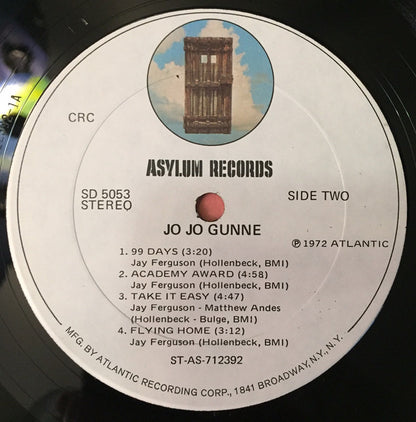 CRC
ASYLUM RECORDS
SD 5053
STEREO
SIDE TWO
JO JO GUNNE
℗ 1972 ATLANTIC
1. 99 DAYS (3:20)
Jay Ferguson (Hollenbeck, BMI)
2. ACADEMY AWARD (4:58)
Jay Ferguson (Hollenbeck, BMI)
3. TAKE IT EASY (4:47)
Jay Ferguson - Matthew Andes
(Hollenbeck - Bulge, BMI)
4. FLYING HOME (3:12)
Jay Ferguson (Hollenbeck, BMI)
ST-AS-712392
MFG. BY ATLANTIC RECORDING CORP., 1841 BROADWAY, N.Y., N.Y.